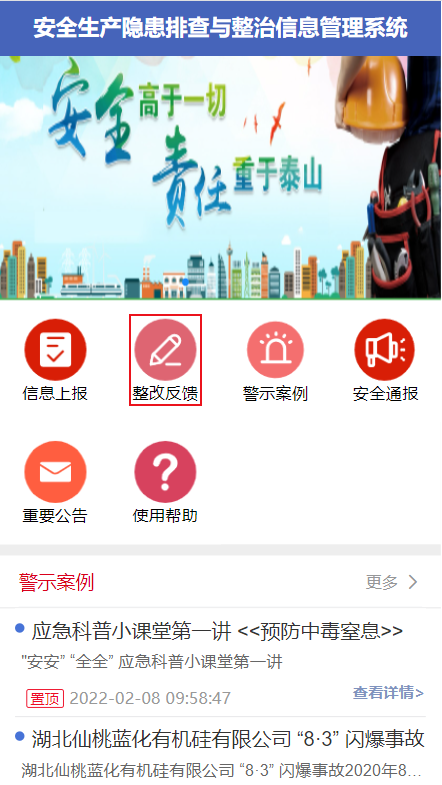 安全生产隐患排查与整治信息管理系统
安全 高于一切
责任 重于泰山
信息上报 整改反馈 警示案例 安全通报
重要公告 使用帮助
警示案例 更多 >
应急科普小课堂第一讲 <<预防中毒窒息>>
"安安" “全全” 应急科普小课堂第一讲
置顶 2022-02-08 09:58:47 查看详情>
湖北仙桃蓝化有机硅有限公司 “8·3” 闪爆事故
湖北仙桃蓝化有机硅有限公司 “8·3” 闪爆事故2020年8...